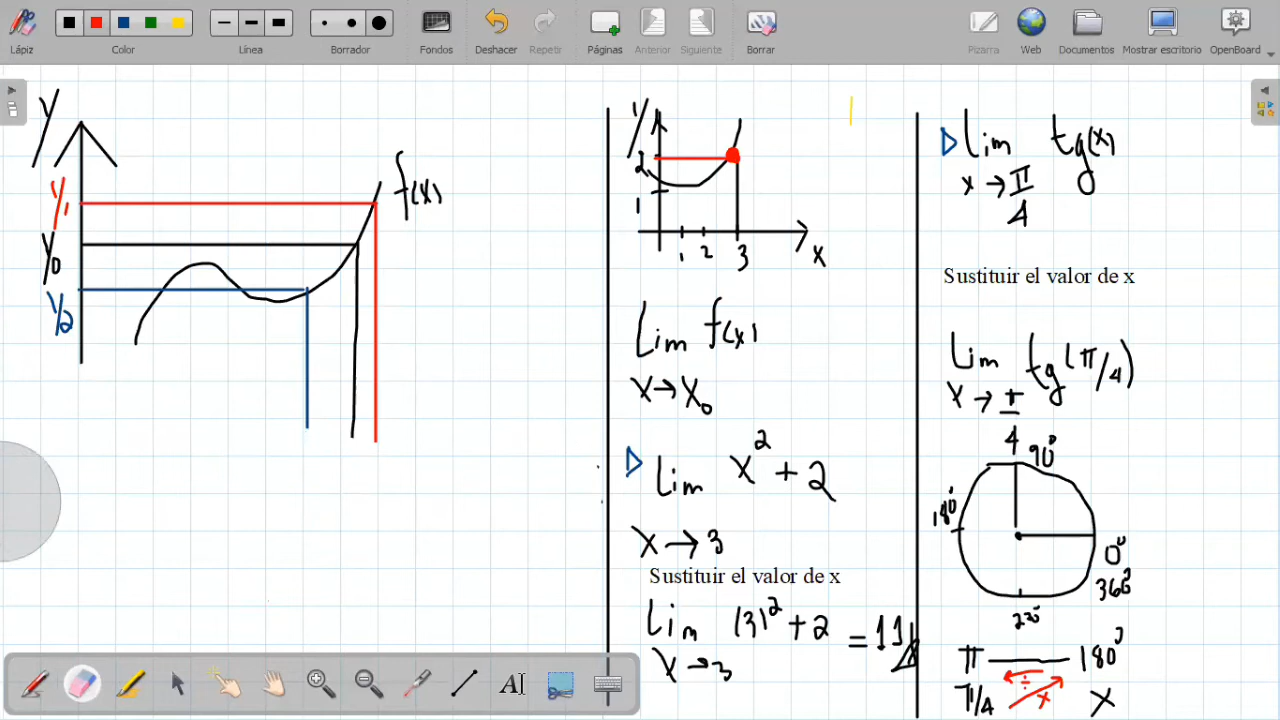 Lápiz
Color
Línea
Borrador
Fondos
Deshacer
Repetir
Páginas
Anterior
Siguiente
Borrar
Pizarra
Web
Documentos
Mostrar escritorio
OpenBoard
y
y1
y0
y2
f(x)
y
2
1
1 2 3
x
Lim f(x)
x → x0
Lim x² + 2
x → 3
Sustituir el valor de x
Lim (3)² + 2 = 11
x → 3
Lim tg(x)
x → π/4
Sustituir el valor de x
Lim tg(π/4)
x → π/4
90°
180°
0°
360°
π 180°
÷
x
π/4 x